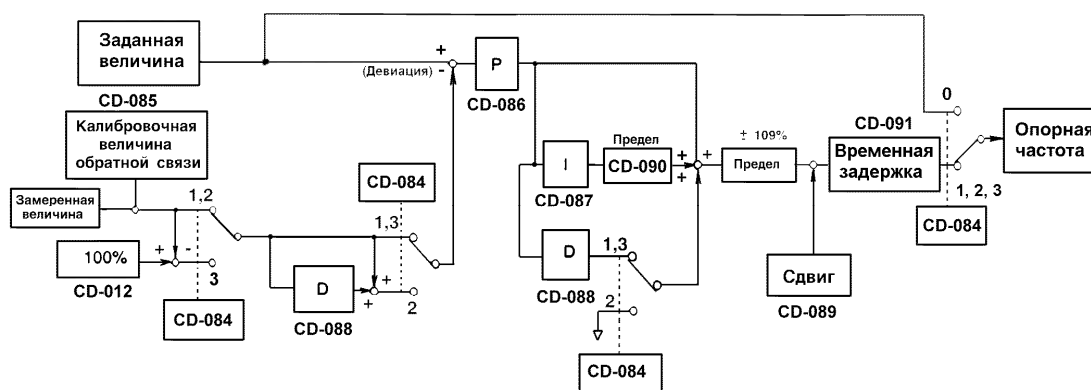 Заданная
величина
CD-085
Калибровочная
величина
обратной связи
Замеренная
величина
1,2
100%
+
-
3
CD-012
CD-084
D
CD-088
+
+
CD-084
1,3
2
+
-
(Девиация)
P
CD-086
I
CD-087
Предел
CD-090
+
+
+
D
CD-088
1,3
2
CD-084
± 109%
Предел
Сдвиг
CD-089
CD-091
Временная
задержка
0
1, 2, 3
CD-084
Опорная
частота